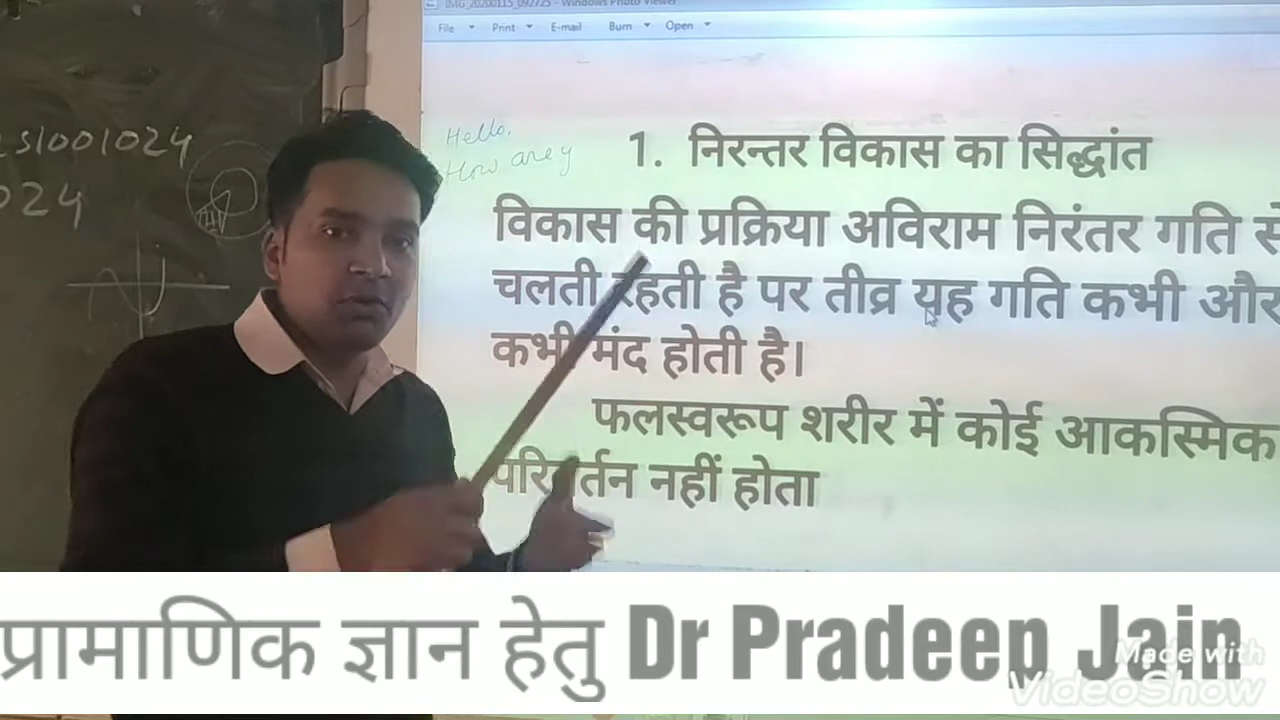 IMG_20200115_092725 - Windows Photo Viewer
File Print E-mail Burn Open
S1001024
024
Hello,
How are y
1. निरन्तर विकास का सिद्धांत
विकास की प्रक्रिया अविराम निरंतर गति से
चलती रहती है पर तीव्र यह गति कभी और
कभी मंद होती है।
फलस्वरूप शरीर में कोई आकस्मिक
परिवर्तन नहीं होता
प्रामाणिक ज्ञान हेतु Dr Pradeep Jain
Made with
VideoShow